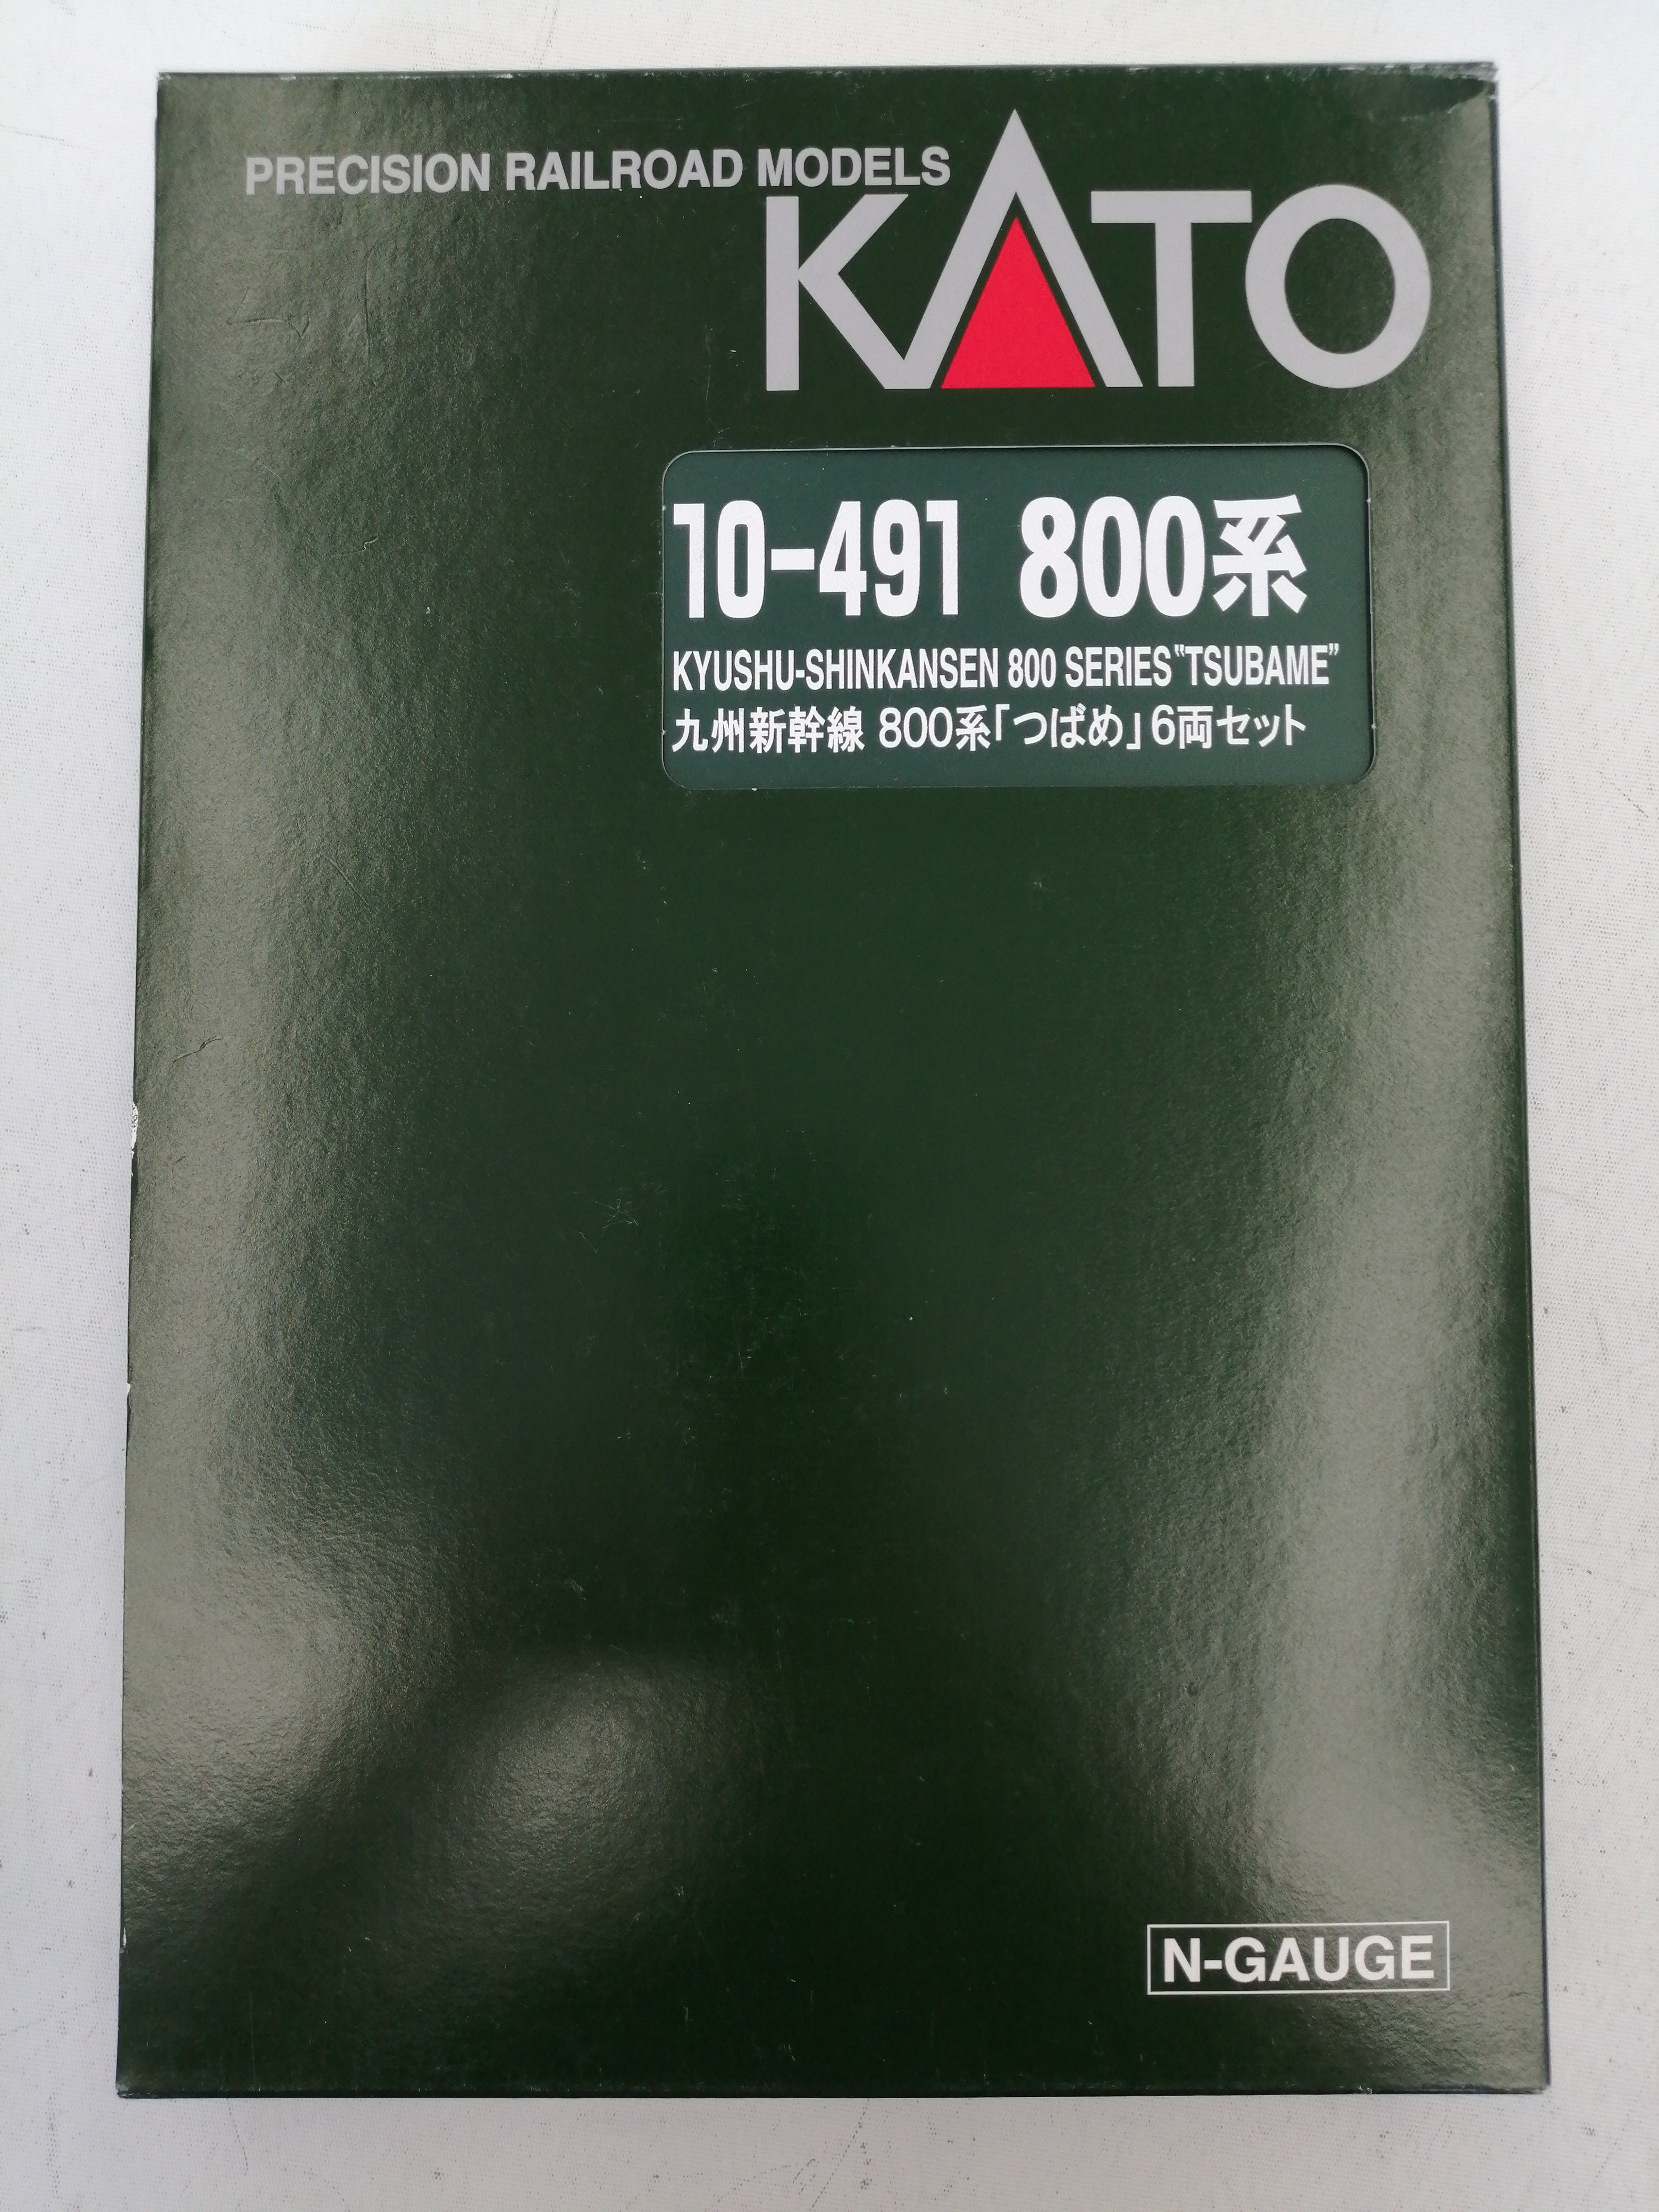 PRECISION RAILROAD MODELS
KATO
10-491 800系
KYUSHU-SHINKANSEN 800 SERIES "TSUBAME"
九州新幹線 800系「つばめ」6両セット
N-GAUGE